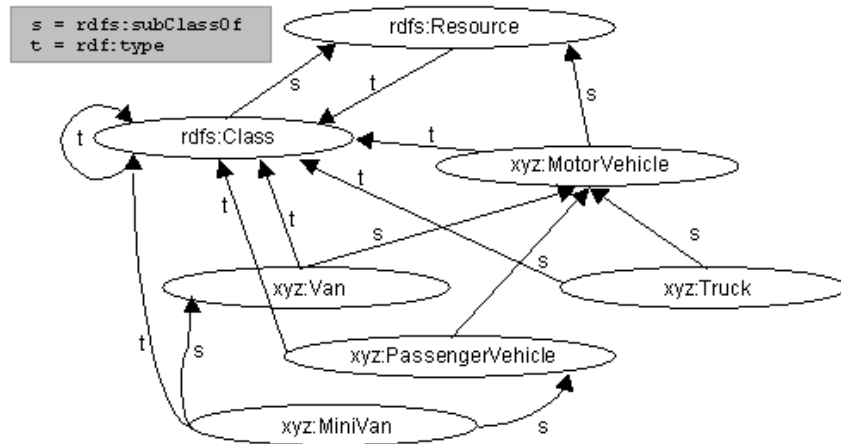 s = rdfs:subClassOf
t = rdf:type
rdfs:Resource
s
t
s
t
rdfs:Class
t
xyz:MotorVehicle
t
t
t
s
s
s
xyz:Van
xyz:Truck
t
s
xyz:PassengerVehicle
xyz:MiniVan
s